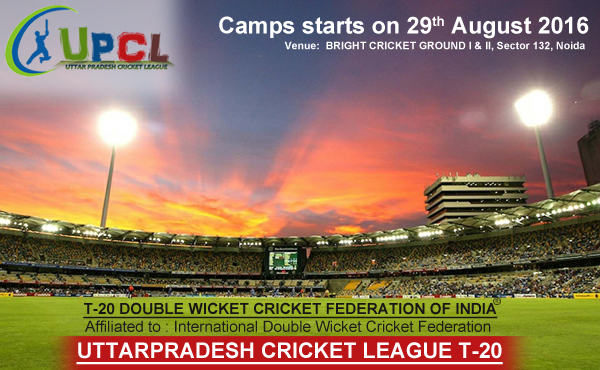 UPCL
UTTAR PRADESH CRICKET LEAGUE
Camps starts on 29th August 2016
Venue: BRIGHT CRICKET GROUND I & II, Sector 132, Noida
T-20 DOUBLE WICKET CRICKET FEDERATION OF INDIA®
Affiliated to : International Double Wicket Cricket Federation
UTTARPRADESH CRICKET LEAGUE T-20